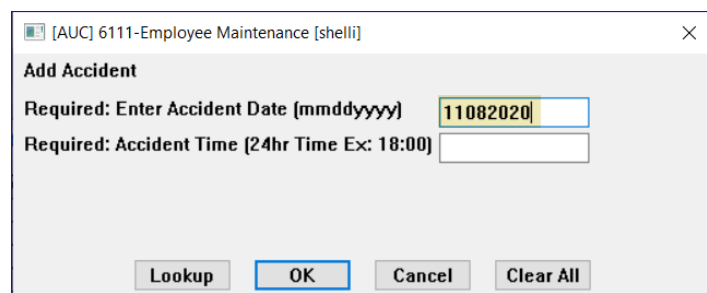 [AUC] 6111-Employee Maintenance [shelli]
Add Accident
Required: Enter Accident Date (mmddyyyy) 11082020
Required: Accident Time (24hr Time Ex: 18:00)
Lookup OK Cancel Clear All